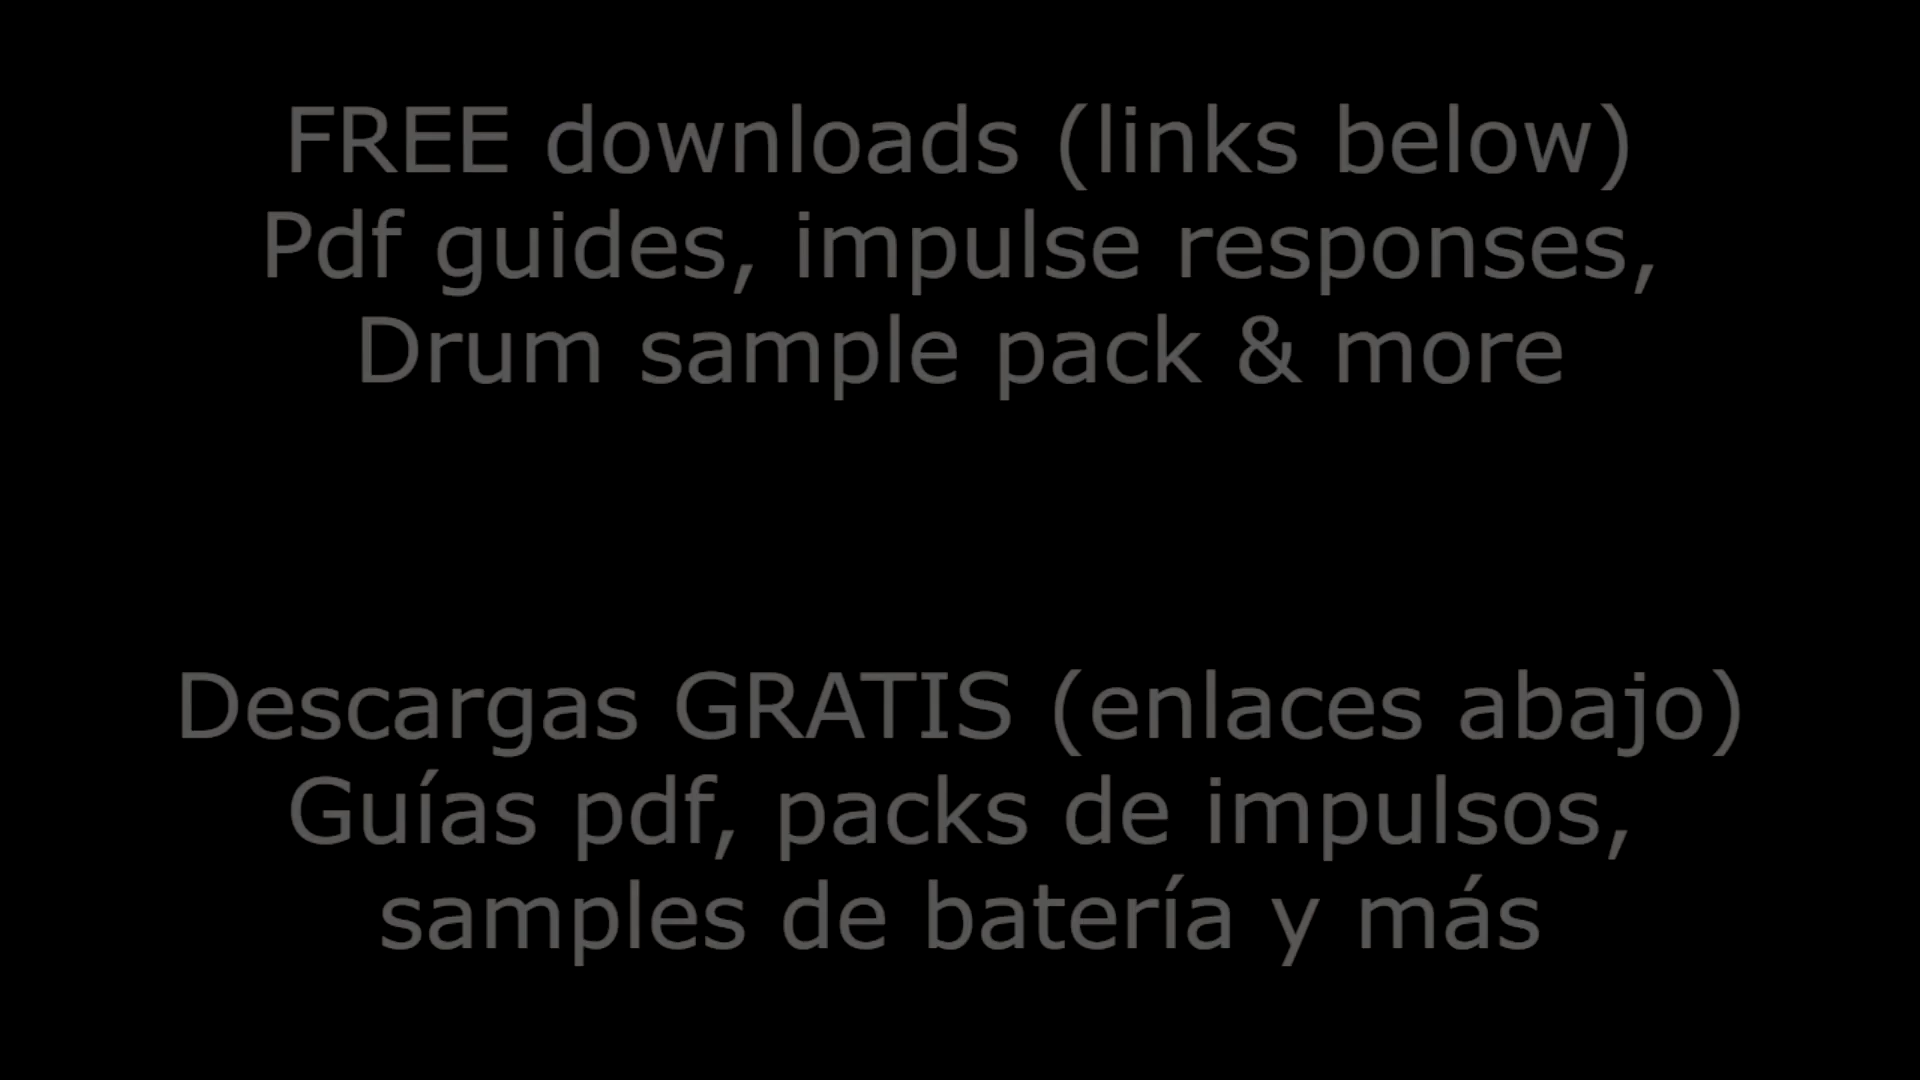 FREE downloads (links below)
Pdf guides, impulse responses,
Drum sample pack & more
Descargas GRATIS (enlaces abajo)
Guías pdf, packs de impulsos,
samples de batería y más